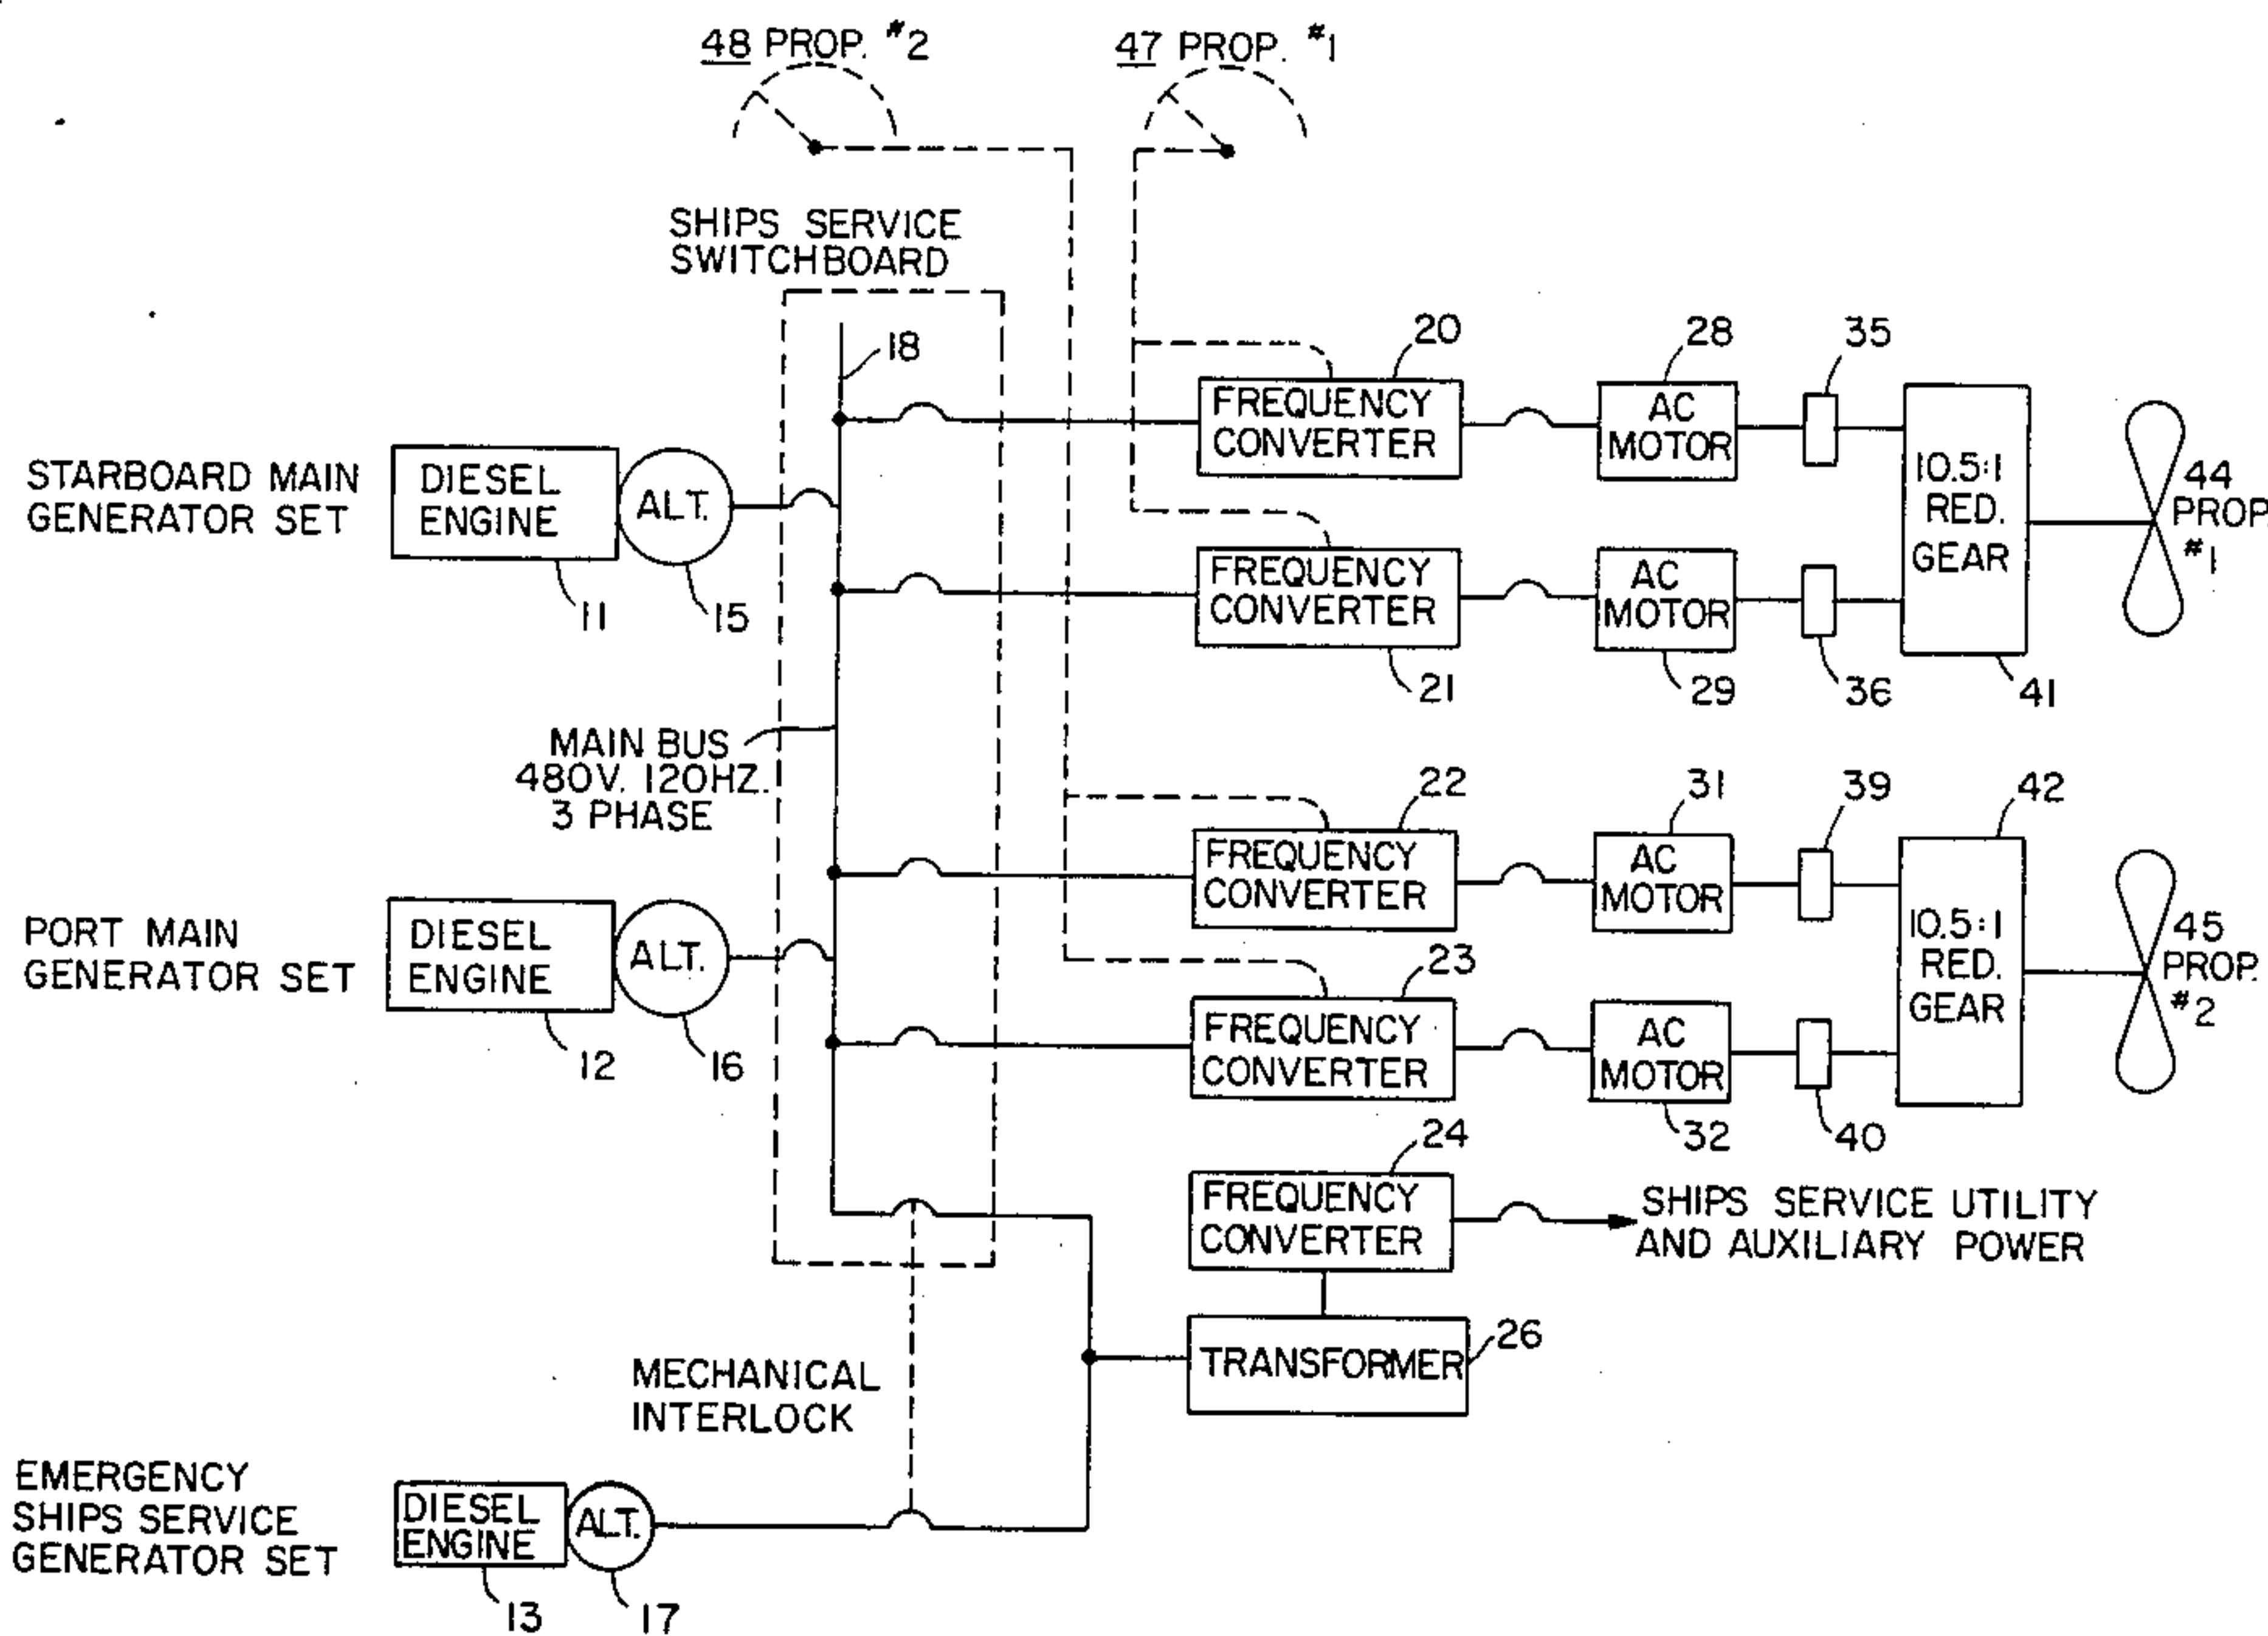 48 PROP. #2
47 PROP. #1
SHIPS SERVICE
SWITCHBOARD
18
20
28
35
FREQUENCY
CONVERTER
AC
MOTOR
10.5:1
RED.
GEAR
44
PROP.
#1
STARBOARD MAIN
GENERATOR SET
DIESEL
ENGINE
ALT.
11
15
FREQUENCY
CONVERTER
AC
MOTOR
21
29
36
41
MAIN BUS
480V. 120HZ.
3 PHASE
22
31
39
42
FREQUENCY
CONVERTER
AC
MOTOR
10.5:1
RED.
GEAR
45
PROP.
#2
PORT MAIN
GENERATOR SET
DIESEL
ENGINE
ALT.
12
16
23
FREQUENCY
CONVERTER
AC
MOTOR
32
40
24
FREQUENCY
CONVERTER
SHIPS SERVICE UTILITY
AND AUXILIARY POWER
TRANSFORMER
26
MECHANICAL
INTERLOCK
EMERGENCY
SHIPS SERVICE
GENERATOR SET
DIESEL
ENGINE
ALT.
13
17